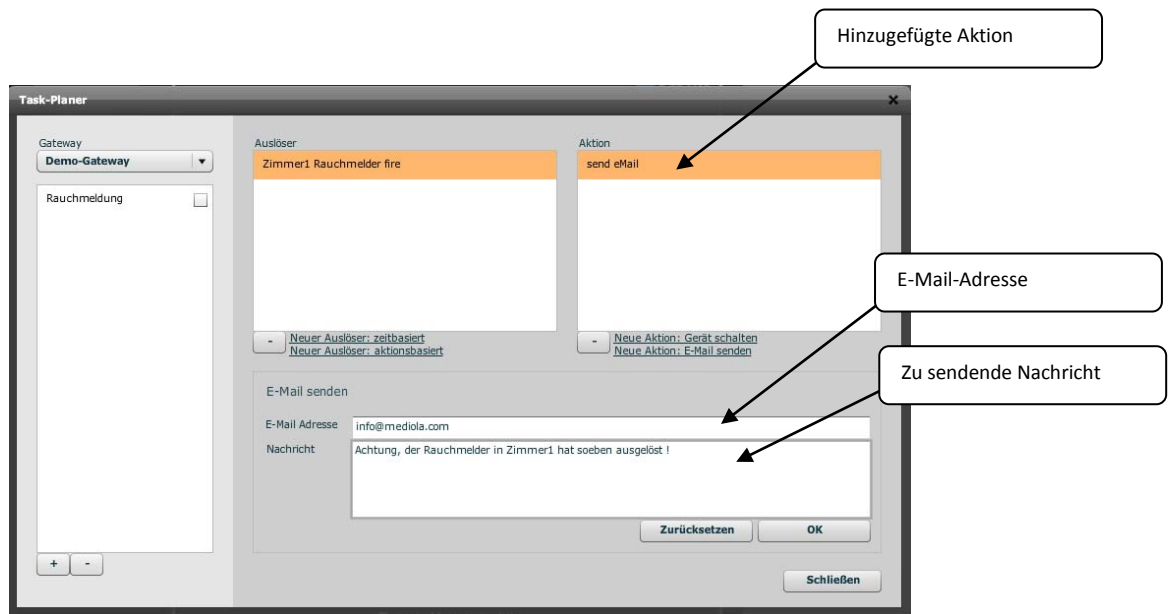 Hinzugefügte Aktion
Task-Planer
Gateway
Demo-Gateway
Rauchmeldung
Auslöser
Zimmer1 Rauchmelder fire
Aktion
send eMail
E-Mail-Adresse
- Neuer Auslöser: zeitbasiert
Neuer Auslöser: aktionsbasiert
- Neue Aktion: Gerät schalten
Neue Aktion: E-Mail senden
Zu sendende Nachricht
E-Mail senden
E-Mail Adresse info@mediola.com
Nachricht Achtung, der Rauchmelder in Zimmer1 hat soeben ausgelöst !
Zurücksetzen OK
+ -
Schließen